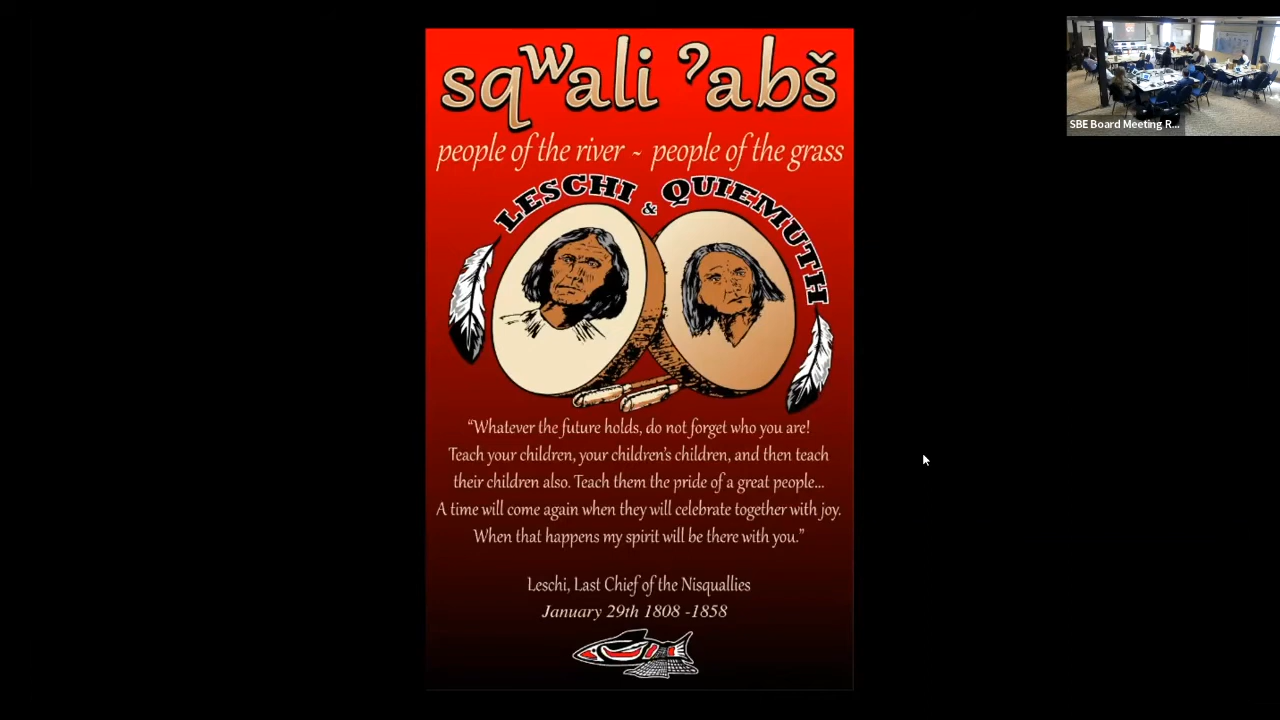 sqʷali ʔabš
people of the river ~ people of the grass
LESCHI & QUIEMUTH
“Whatever the future holds, do not forget who you are!
Teach your children, your children’s children, and then teach
their children also. Teach them the pride of a great people...
A time will come again when they will celebrate together with joy.
When that happens my spirit will be there with you.”
Leschi, Last Chief of the Nisquallies
January 29th 1808 -1858
SBE Board Meeting R...